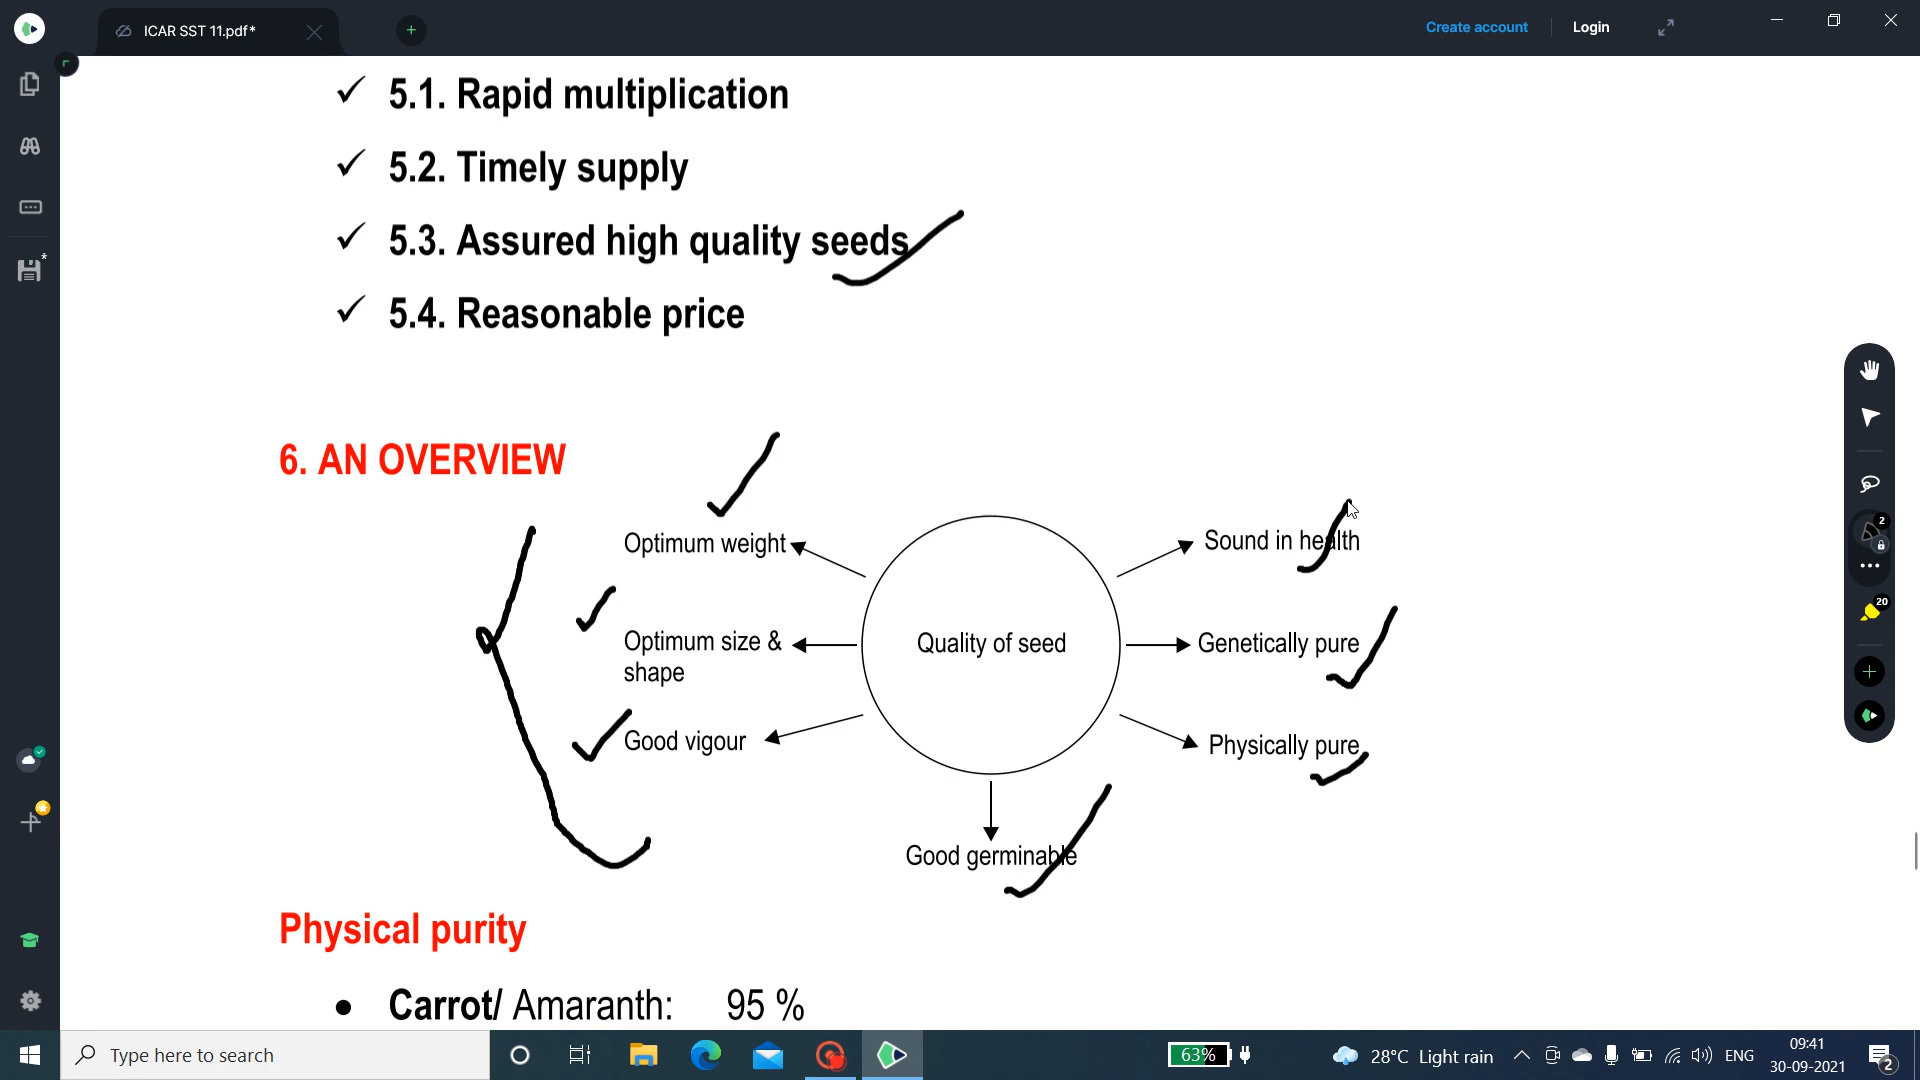 ICAR SST 11.pdf*
Create account
Login
✓ 5.1. Rapid multiplication
✓ 5.2. Timely supply
✓ 5.3. Assured high quality seeds
✓ 5.4. Reasonable price
6. AN OVERVIEW
Optimum weight
Sound in health
Optimum size &
shape
Quality of seed
Genetically pure
Good vigour
Physically pure
Good germinable
Physical purity
• Carrot/ Amaranth: 95 %
2
20
Type here to search
63%
28°C Light rain
ENG
09:41
30-09-2021
2